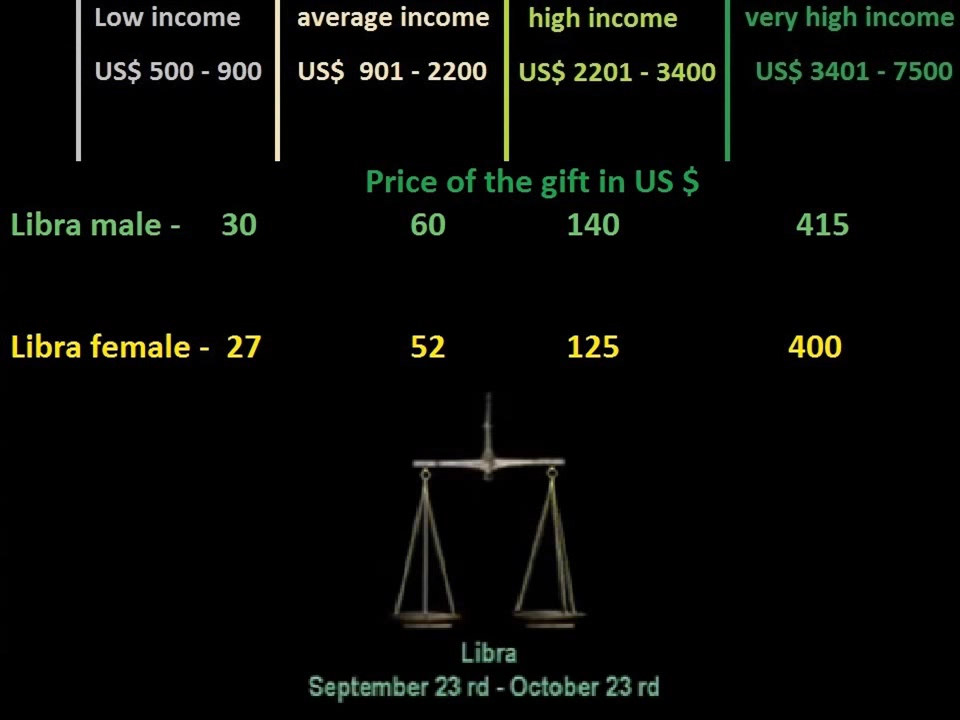 Low income average income high income very high income
US$ 500 - 900 US$ 901 - 2200 US$ 2201 - 3400 US$ 3401 - 7500
Price of the gift in US $
Libra male - 30 60 140 415
Libra female - 27 52 125 400
Libra
September 23 rd - October 23 rd